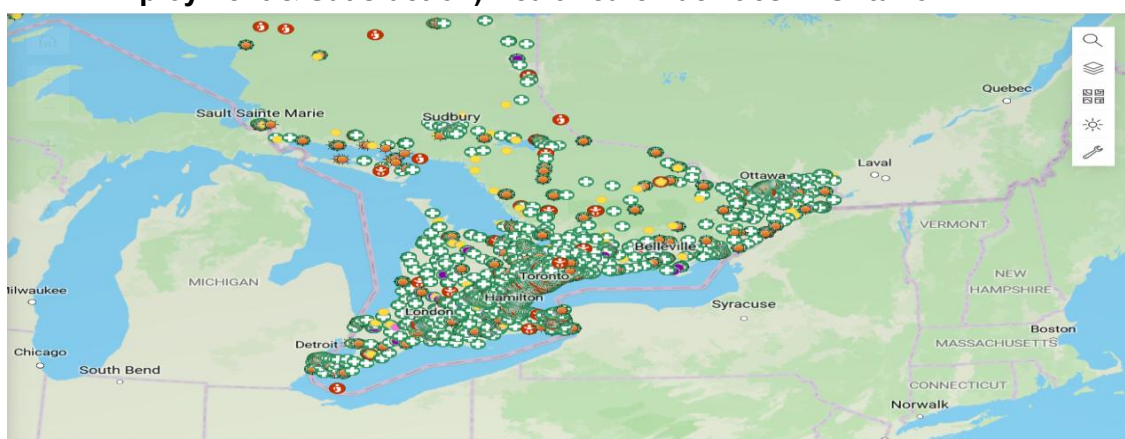 Quebec
Sault Sainte Marie
Sudbury
Laval
Ottawa
VERMONT
Belleville
MICHIGAN
Toronto
NEW
HAMPSHIRE
Milwaukee
Hamilton
Syracuse
London
Boston
MASSACHUSETTS
Detroit
Chicago
South Bend
CONNECTICUT
Norwalk